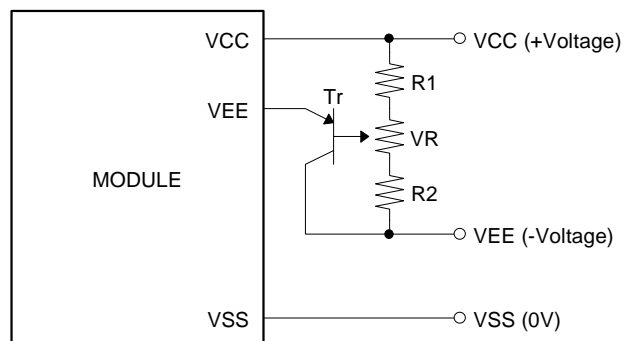 VCC
VCC (+Voltage)
R1
Tr
VEE
VR
MODULE
R2
VEE (-Voltage)
VSS
VSS (0V)